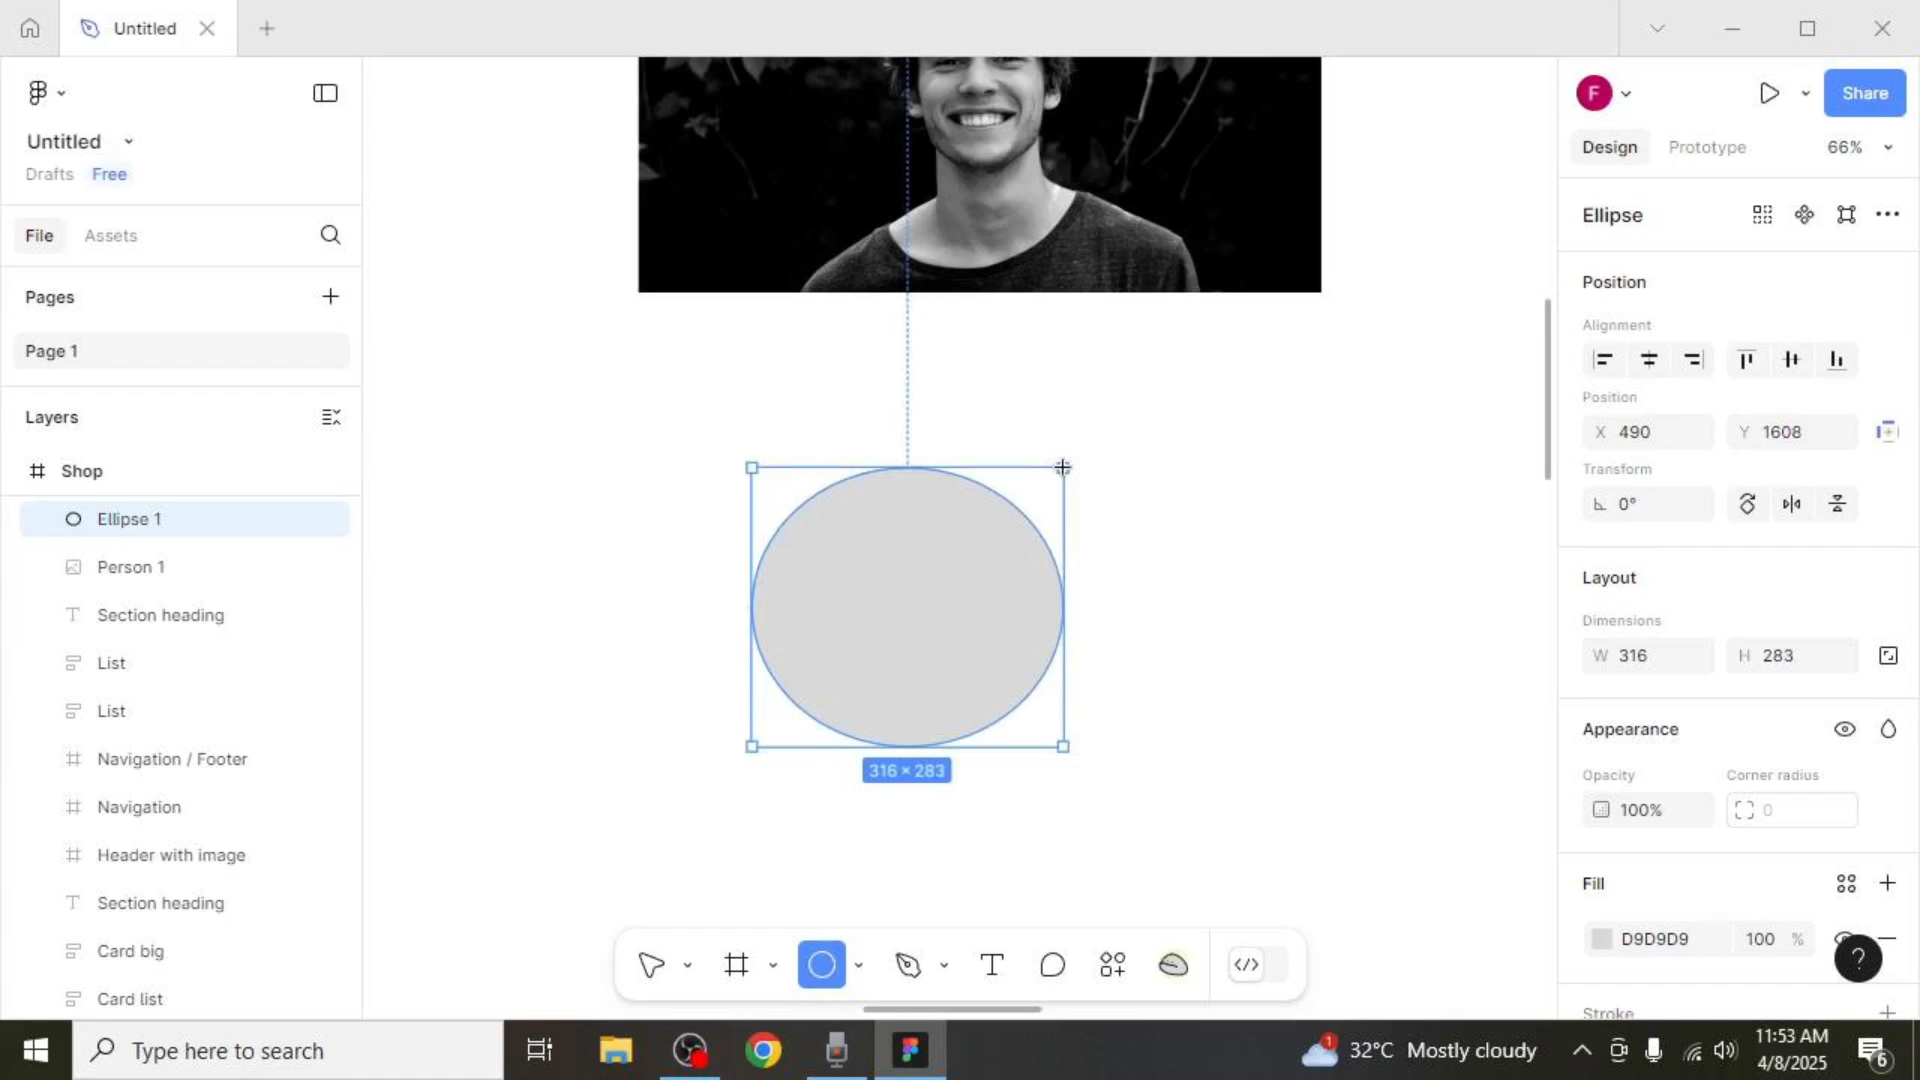 Untitled
F
Share
Untitled
Drafts Free
Design Prototype 66%
File Assets
Ellipse
Pages
Position
Page 1
Alignment
Position
Layers
X 490 Y 1608
Shop
Transform
0°
Ellipse 1
Person 1
Section heading
Layout
List
Dimensions
W 316 H 283
List
Navigation / Footer
Appearance
Navigation
316 × 283
Opacity Corner radius
100% 0
Header with image
Section heading
Fill
Card big
D9D9D9 100 %
?
Card list
Stroke
Type here to search
1
32°C Mostly cloudy
11:53 AM
4/8/2025
6